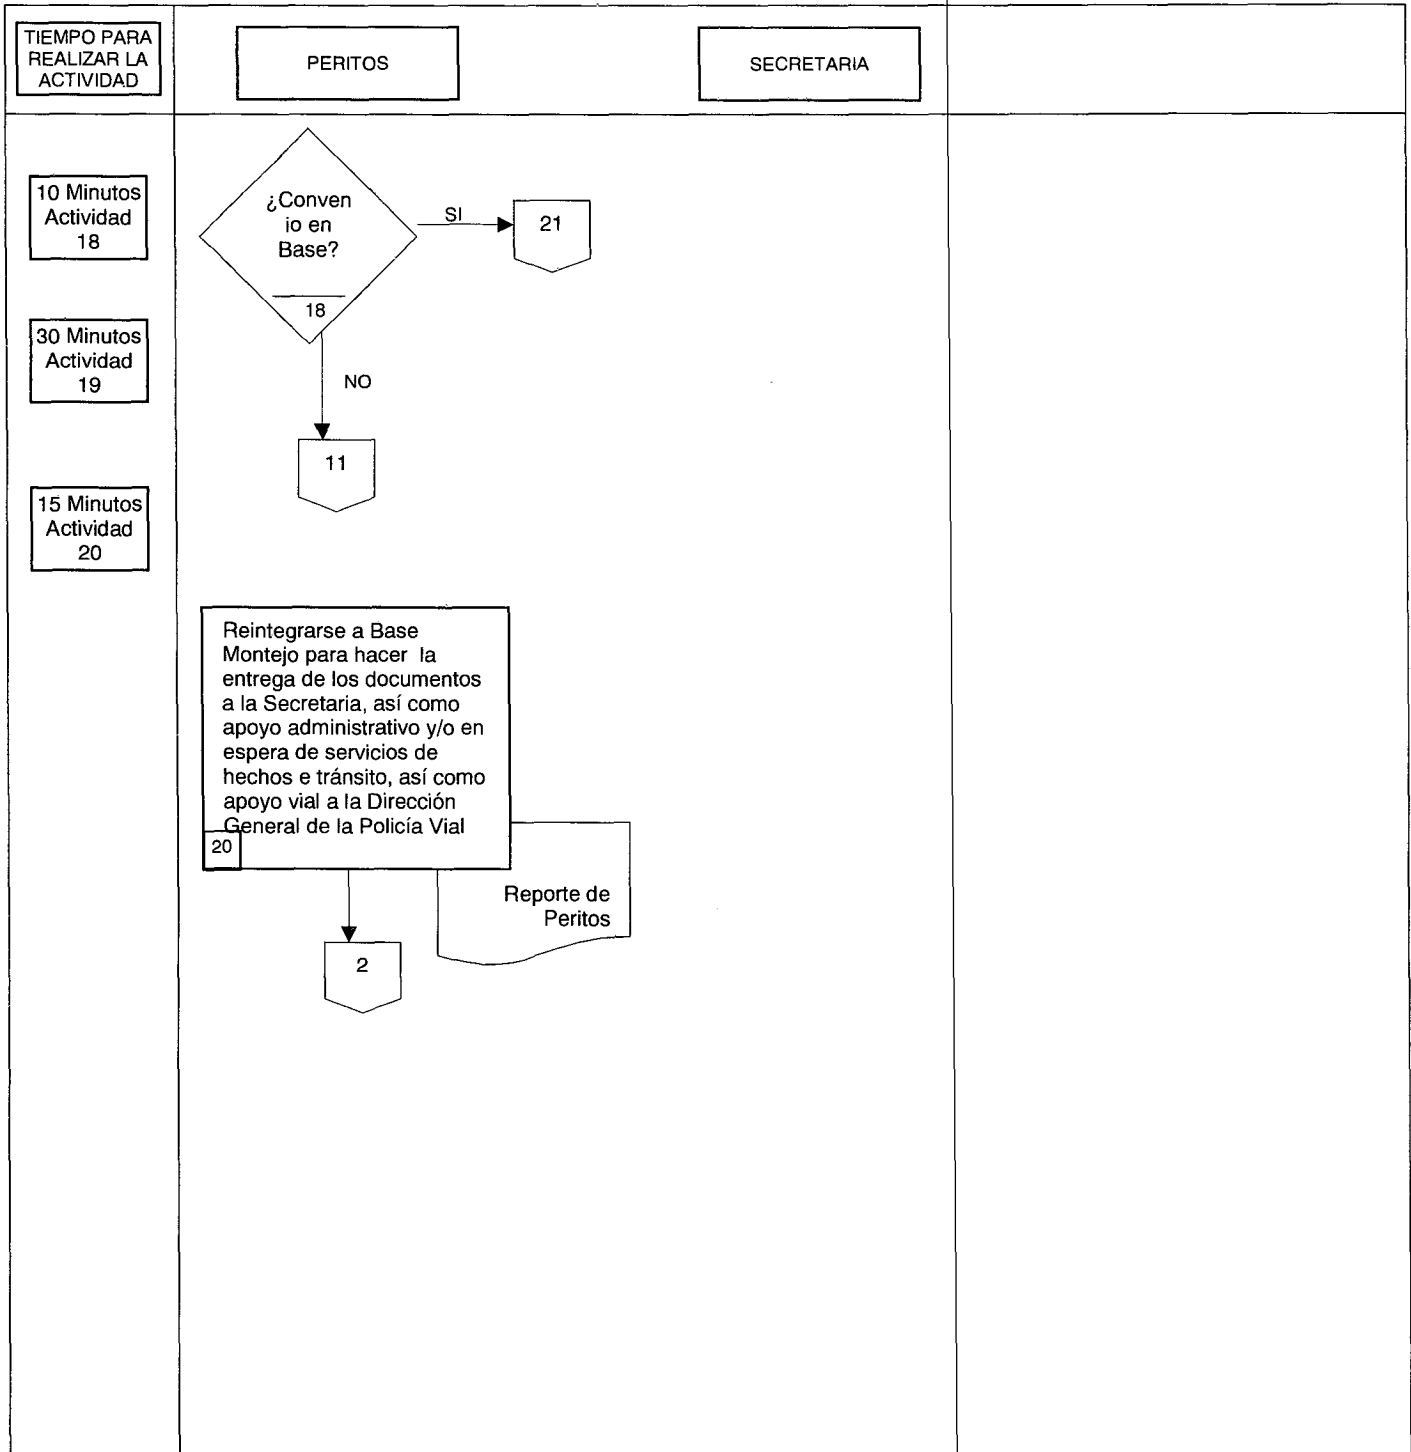 TIEMPO PARA
REALIZAR LA
ACTIVIDAD
PERITOS
SECRETARIA
10 Minutos
Actividad
18
¿Conven
io en
Base?
18
SI
21
30 Minutos
Actividad
19
NO
11
15 Minutos
Actividad
20
Reintegrarse a Base
Montejo para hacer la
entrega de los documentos
a la Secretaria, así como
apoyo administrativo y/o en
espera de servicios de
hechos e tránsito, así como
apoyo vial a la Dirección
General de la Policía Vial
20
Reporte de
Peritos
2